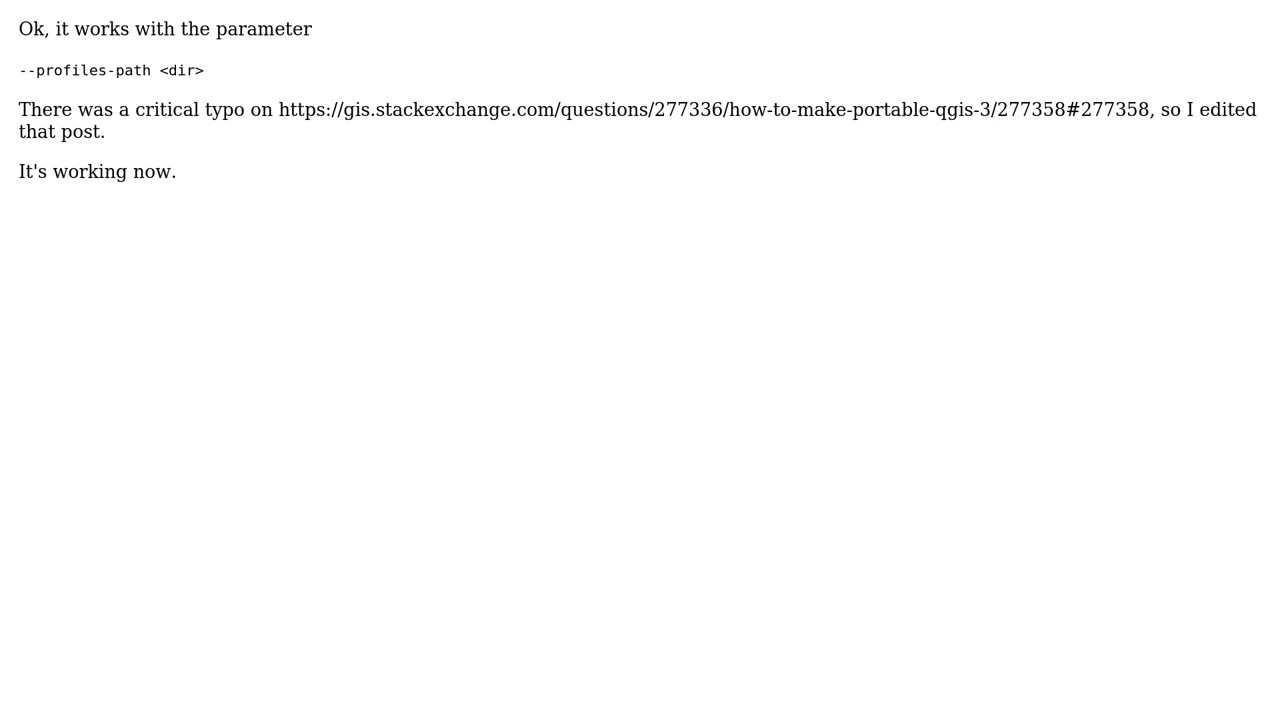 Ok, it works with the parameter
--profiles-path <dir>
There was a critical typo on https://gis.stackexchange.com/questions/277336/how-to-make-portable-qgis-3/277358#277358, so I edited
that post.
It's working now.